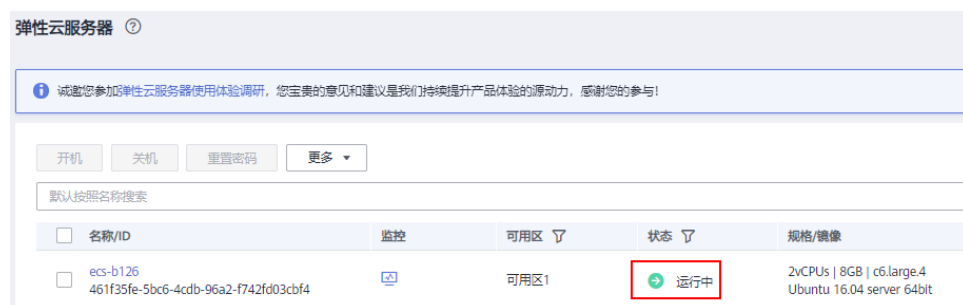 弹性云服务器
诚邀您参加弹性云服务器使用体验调研，您宝贵的意见和建议是我们持续提升产品体验的源动力，感谢您的参与！
开机 关机 重置密码 更多
默认按照名称搜索
名称/ID 监控 可用区 状态 规格/镜像
ecs-b126 可用区1 运行中 2vCPUs | 8GB | c6.large.4
461f35fe-5bc6-4cdb-96a2-f742fd03cbf4 Ubuntu 16.04 server 64bit